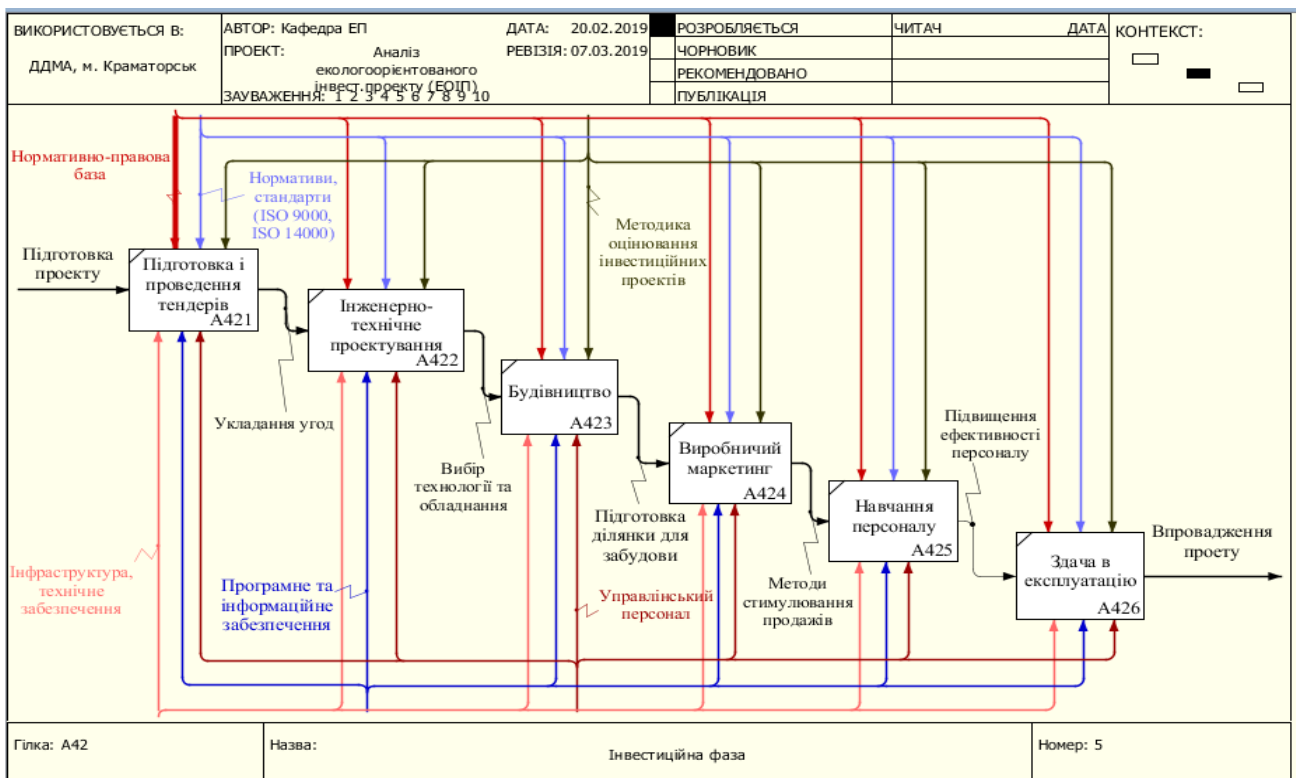 ВИКОРИСТОВУЄТЬСЯ В:
ДДМА, м. Краматорськ
АВТОР: Кафедра ЕП
ДАТА: 20.02.2019
ПРОЕКТ: Аналіз
екологоорієнтованого
інвест.проекту (ЕОІП)
РЕВІЗІЯ: 07.03.2019
ЗАУВАЖЕННЯ: 1 2 3 4 5 6 7 8 9 10
РОЗРОБЛЯЄТЬСЯ
ЧОРНОВИК
РЕКОМЕНДОВАНО
ПУБЛІКАЦІЯ
ЧИТАЧ
ДАТА
КОНТЕКСТ:
Нормативно-правова
база
Нормативи,
стандарти
(ISO 9000,
ISO 14000)
Методика
оцінювання
інвестиційних
проектів
Підготовка
проекту
Підготовка і
проведення
тендерів
A421
Інженерно-
технічне
проектування
A422
Будівництво
A423
Виробничий
маркетинг
A424
Навчання
персоналу
A425
Здача в
експлуатацію
A426
Укладання угод
Вибір
технології та
обладнання
Підготовка
ділянки для
забудови
Методи
стимулювання
продажів
Підвищення
ефективності
персоналу
Впровадження
проету
Інфраструктура,
технічне
забезпечення
Програмне та
інформаційне
забезпечення
Управлінський
персонал
Гілка: A42
Назва:
Інвестиційна фаза
Номер: 5